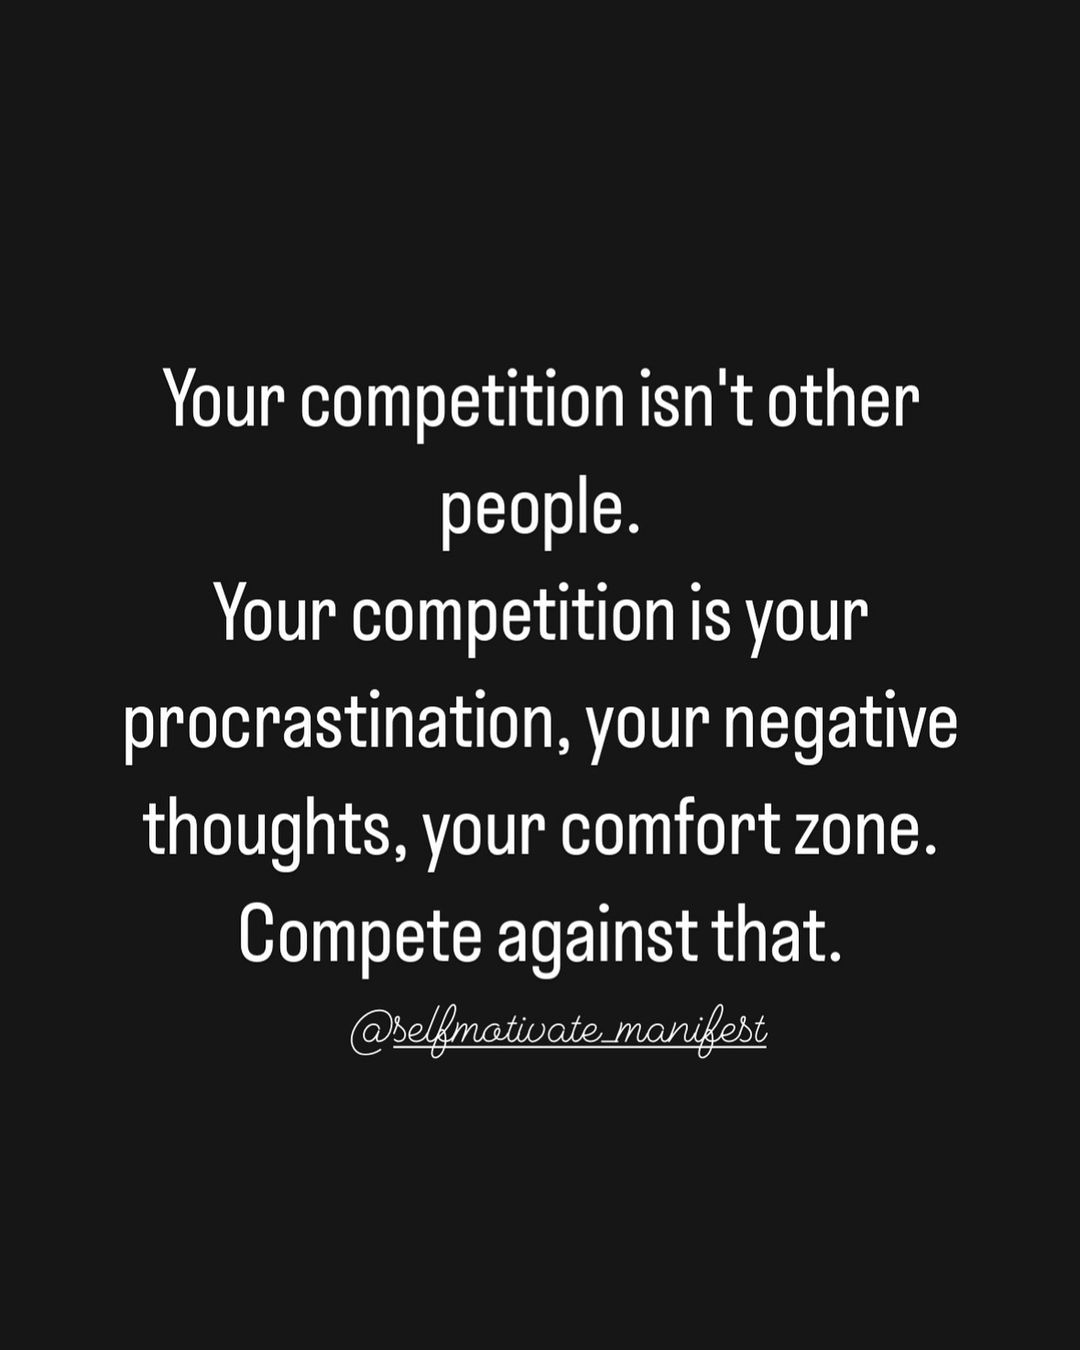 Your competition isn't other
people.
Your competition is your
procrastination, your negative
thoughts, your comfort zone.
Compete against that.
@selfmotivate_manifest